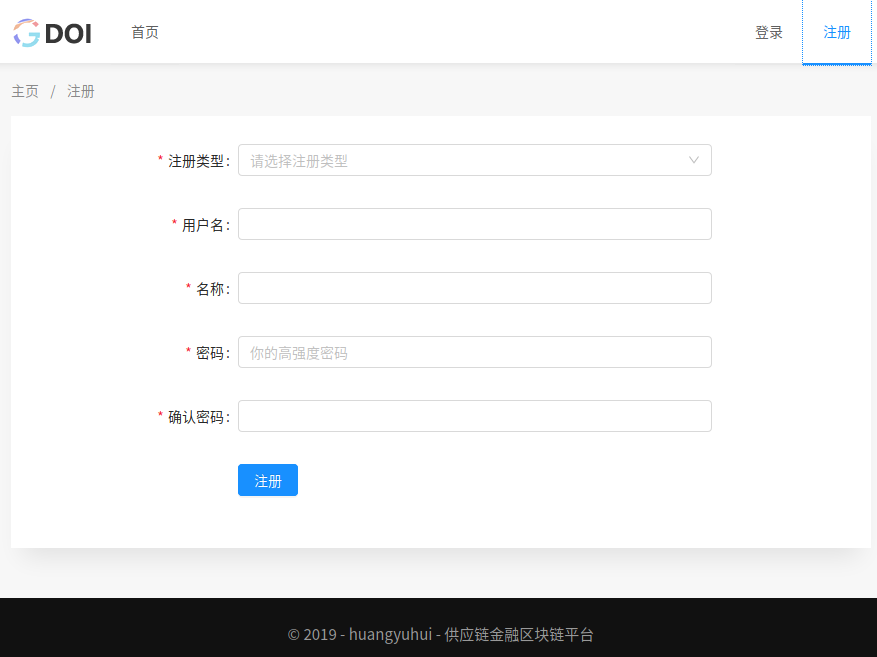 GDOI 首页 登录 注册
主页 / 注册
* 注册类型: 请选择注册类型
* 用户名:
* 名称:
* 密码: 你的高强度密码
* 确认密码:
注册
© 2019 - huangyuhui - 供应链金融区块链平台